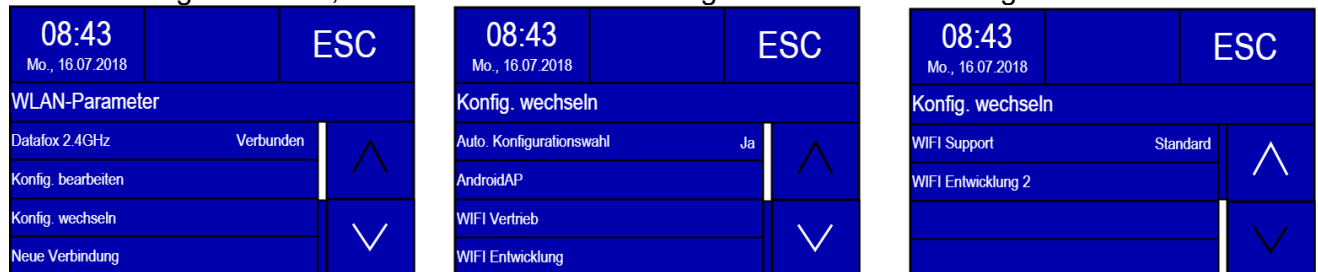 08:43 ESC
Mo., 16.07.2018
WLAN-Parameter
Datafox 2.4GHz Verbunden
Konfig. bearbeiten
Konfig. wechseln
Neue Verbindung
08:43 ESC
Mo., 16.07.2018
Konfig. wechseln
Auto. Konfigurationswahl Ja
AndroidAP
WIFI Vertrieb
WIFI Entwicklung
08:43 ESC
Mo., 16.07.2018
Konfig. wechseln
WIFI Support Standard
WIFI Entwicklung 2